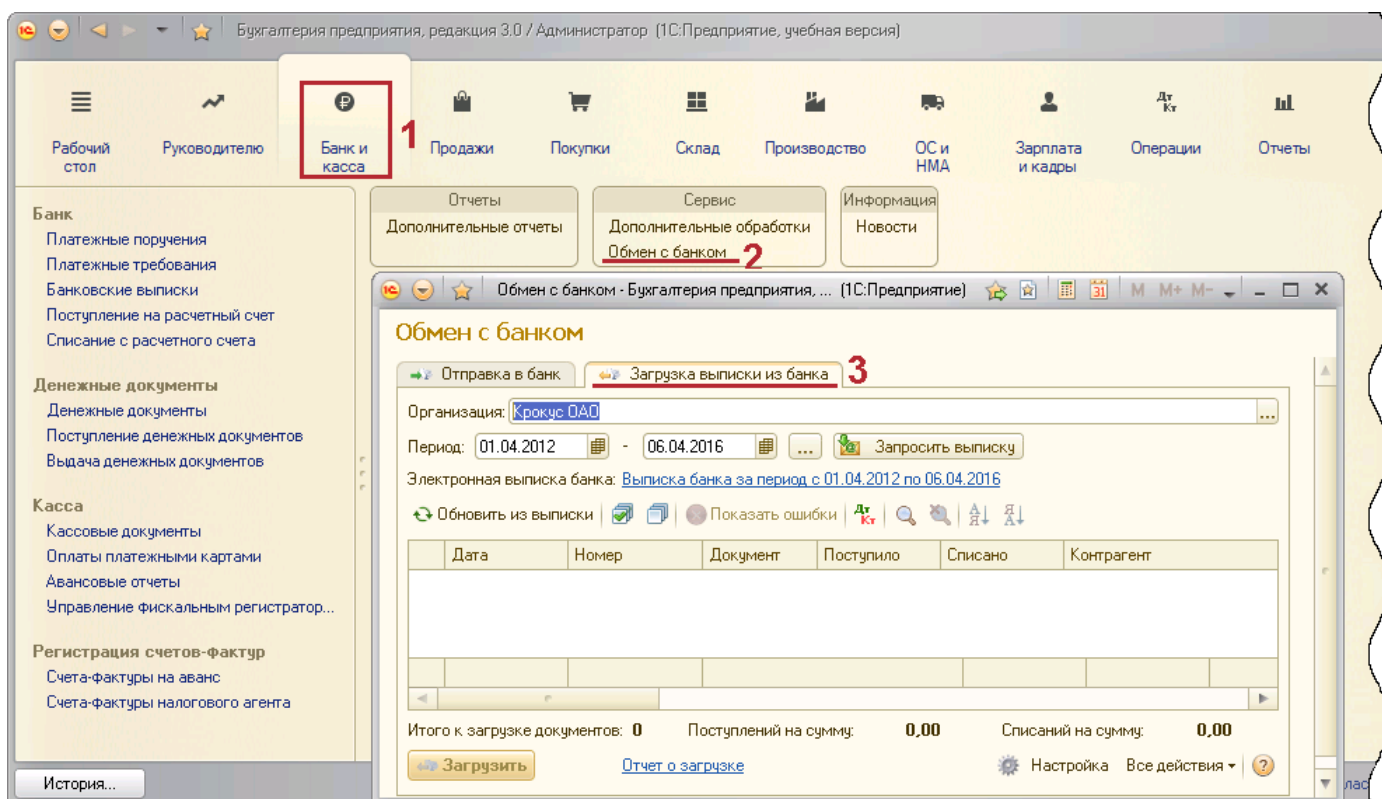 Бухгалтерия предприятия, редакция 3.0 / Администратор (1С:Предприятие, учебная версия)
Рабочий стол
Руководителю
Банк и касса
1
Продажи
Покупки
Склад
Производство
ОС и НМА
Зарплата и кадры
Дт Кт
Операции
Отчеты
Банк
Платежные поручения
Платежные требования
Банковские выписки
Поступление на расчетный счет
Списание с расчетного счета
Денежные документы
Денежные документы
Поступление денежных документов
Выдача денежных документов
Касса
Кассовые документы
Оплаты платежными картами
Авансовые отчеты
Управление фискальным регистратор...
Регистрация счетов-фактур
Счета-фактуры на аванс
Счета-фактуры налогового агента
История...
Отчеты
Дополнительные отчеты
Сервис
Дополнительные обработки
Обмен с банком 2
Информация
Новости
Обмен с банком - Бухгалтерия предприятия, ... (1С:Предприятие) 31 M M+ M-
Обмен с банком
Отправка в банк Загрузка выписки из банка 3
Организация: Крокус ОАО ...
Период: 01.04.2012 - 06.04.2016 ... Запросить выписку
Электронная выписка банка: Выписка банка за период с 01.04.2012 по 06.04.2016
Обновить из выписки Показать ошибки Дт Кт А Я Я А
Дата Номер Документ Поступило Списано Контрагент
Итого к загрузке документов: 0 Поступлений на сумму: 0,00 Списаний на сумму: 0,00
Загрузить Отчет о загрузке Настройка Все действия ?